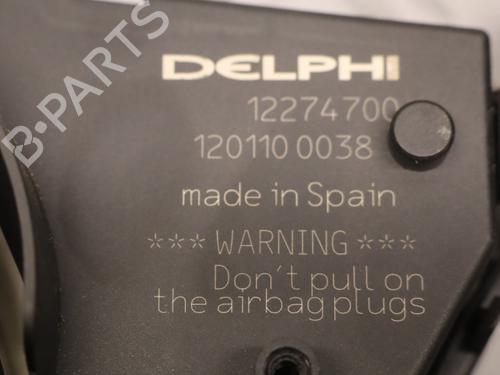 DELPHI
12274700
120110 0038
made in Spain
*** WARNING ***
Don't pull on
the airbag plugs
B-PARTS